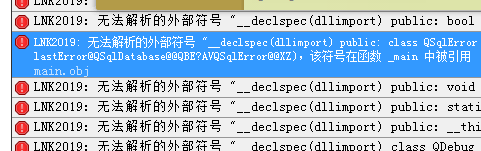 LNK2019: 无法解析的外部符号 "__declspec(dllimport) public: bool
LNK2019: 无法解析的外部符号 "__declspec(dllimport) public: class QSqlError
lastError@QSqlDatabase@@QBE?AVQSqlError@@XZ)，该符号在函数 _main 中被引用
main.obj
LNK2019: 无法解析的外部符号 "__declspec(dllimport) public: void
LNK2019: 无法解析的外部符号 "__declspec(dllimport) public: stati
LNK2019: 无法解析的外部符号 "__declspec(dllimport) public: __thi
LNK2019: 无法解析的外部符号 "__declspec(dllimport) class QDebug